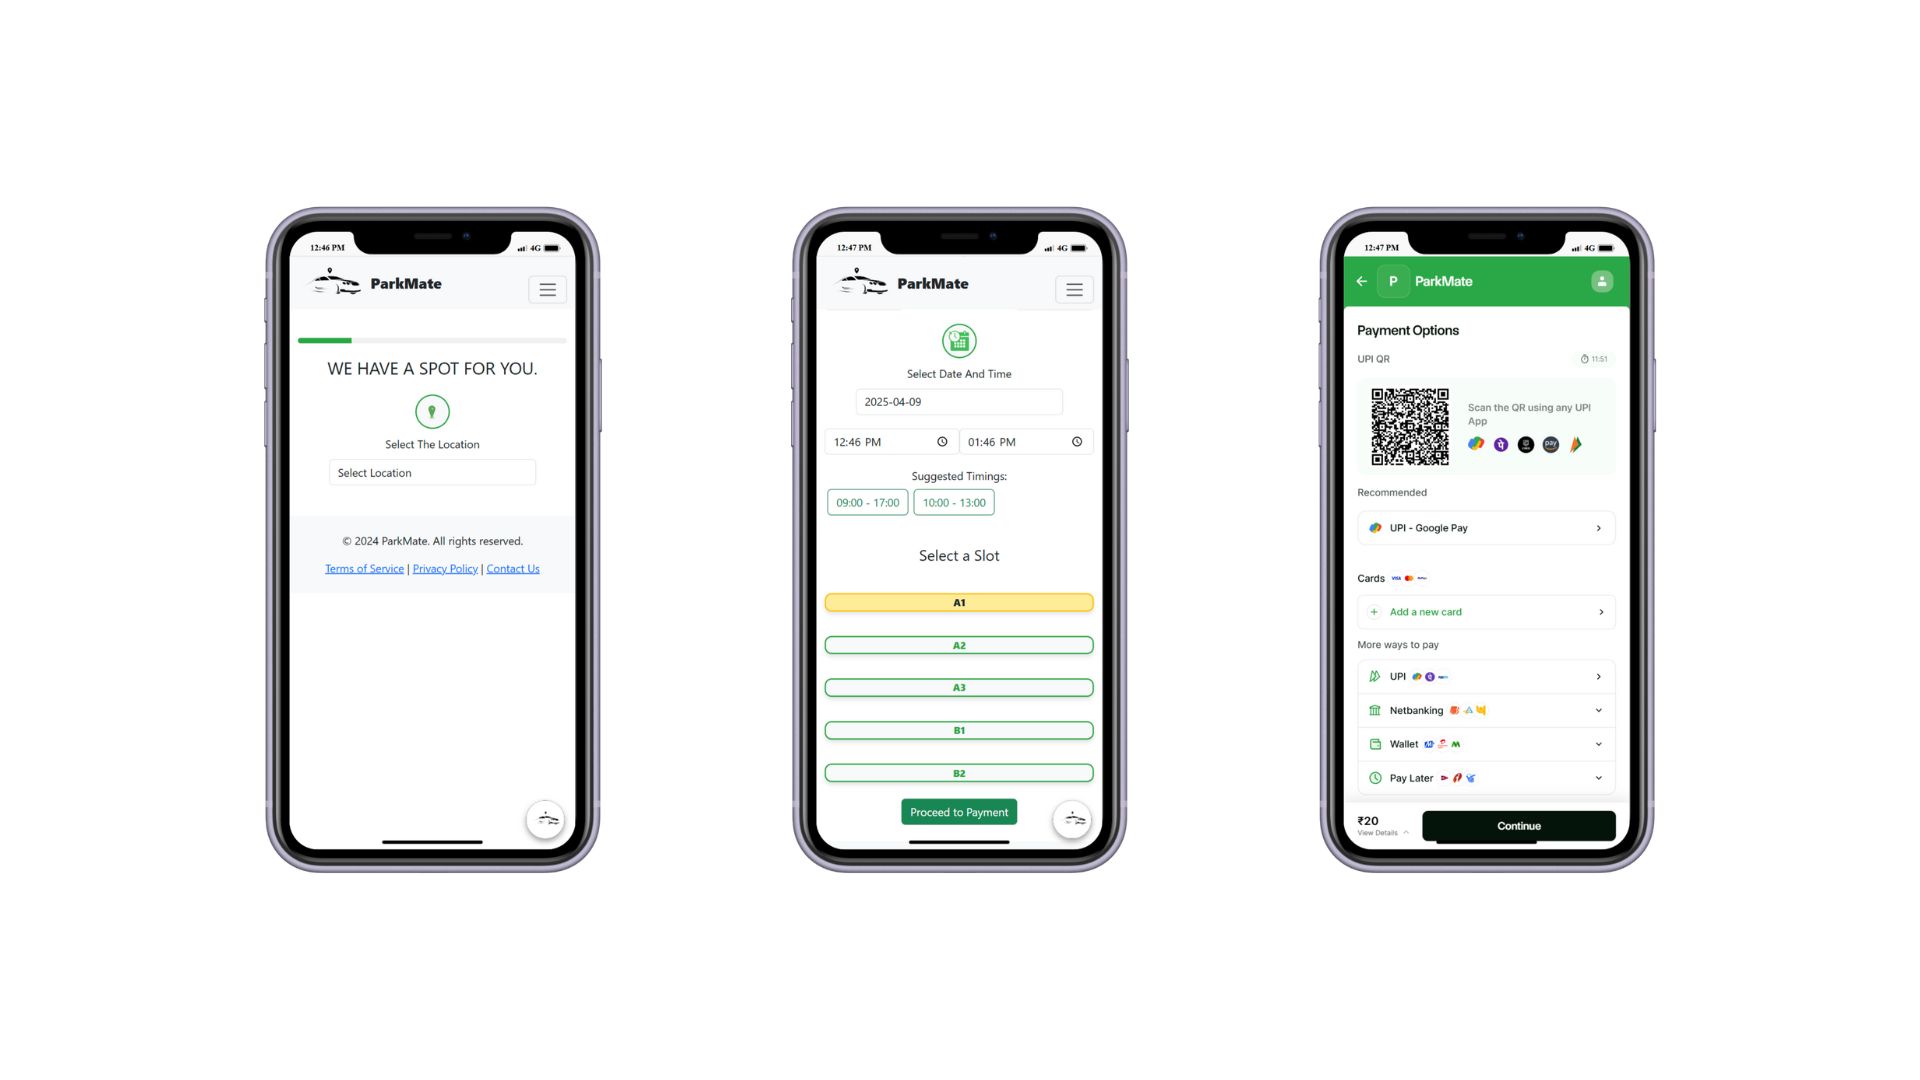 12:46 PM
4G
ParkMate
WE HAVE A SPOT FOR YOU.
Select The Location
Select Location
© 2024 ParkMate. All rights reserved.
Terms of Service | Privacy Policy | Contact Us
12:47 PM
4G
ParkMate
Select Date And Time
2025-04-09
12:46 PM
01:46 PM
Suggested Timings:
09:00 - 17:00
10:00 - 13:00
Select a Slot
A1
A2
A3
B1
B2
Proceed to Payment
12:47 PM
4G
P
ParkMate
Payment Options
UPI QR
11:51
Scan the QR using any UPI
App
pay
Recommended
UPI - Google Pay
Cards
VISA
Add a new card
More ways to pay
UPI
Netbanking
Wallet
Pay Later
₹20
View Details
Continue